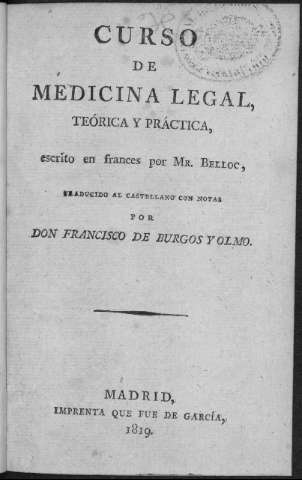 CURSO
DE
MEDICINA LEGAL,
TEÓRICA Y PRÁCTICA,
escrito en frances por MR. BELLOC,
TRADUCIDO AL CASTELLANO CON NOTAS
POR
DON FRANCISCO DE BURGOS Y OLMO.
MADRID,
IMPRENTA QUE FUE DE GARCÍA,
1819.